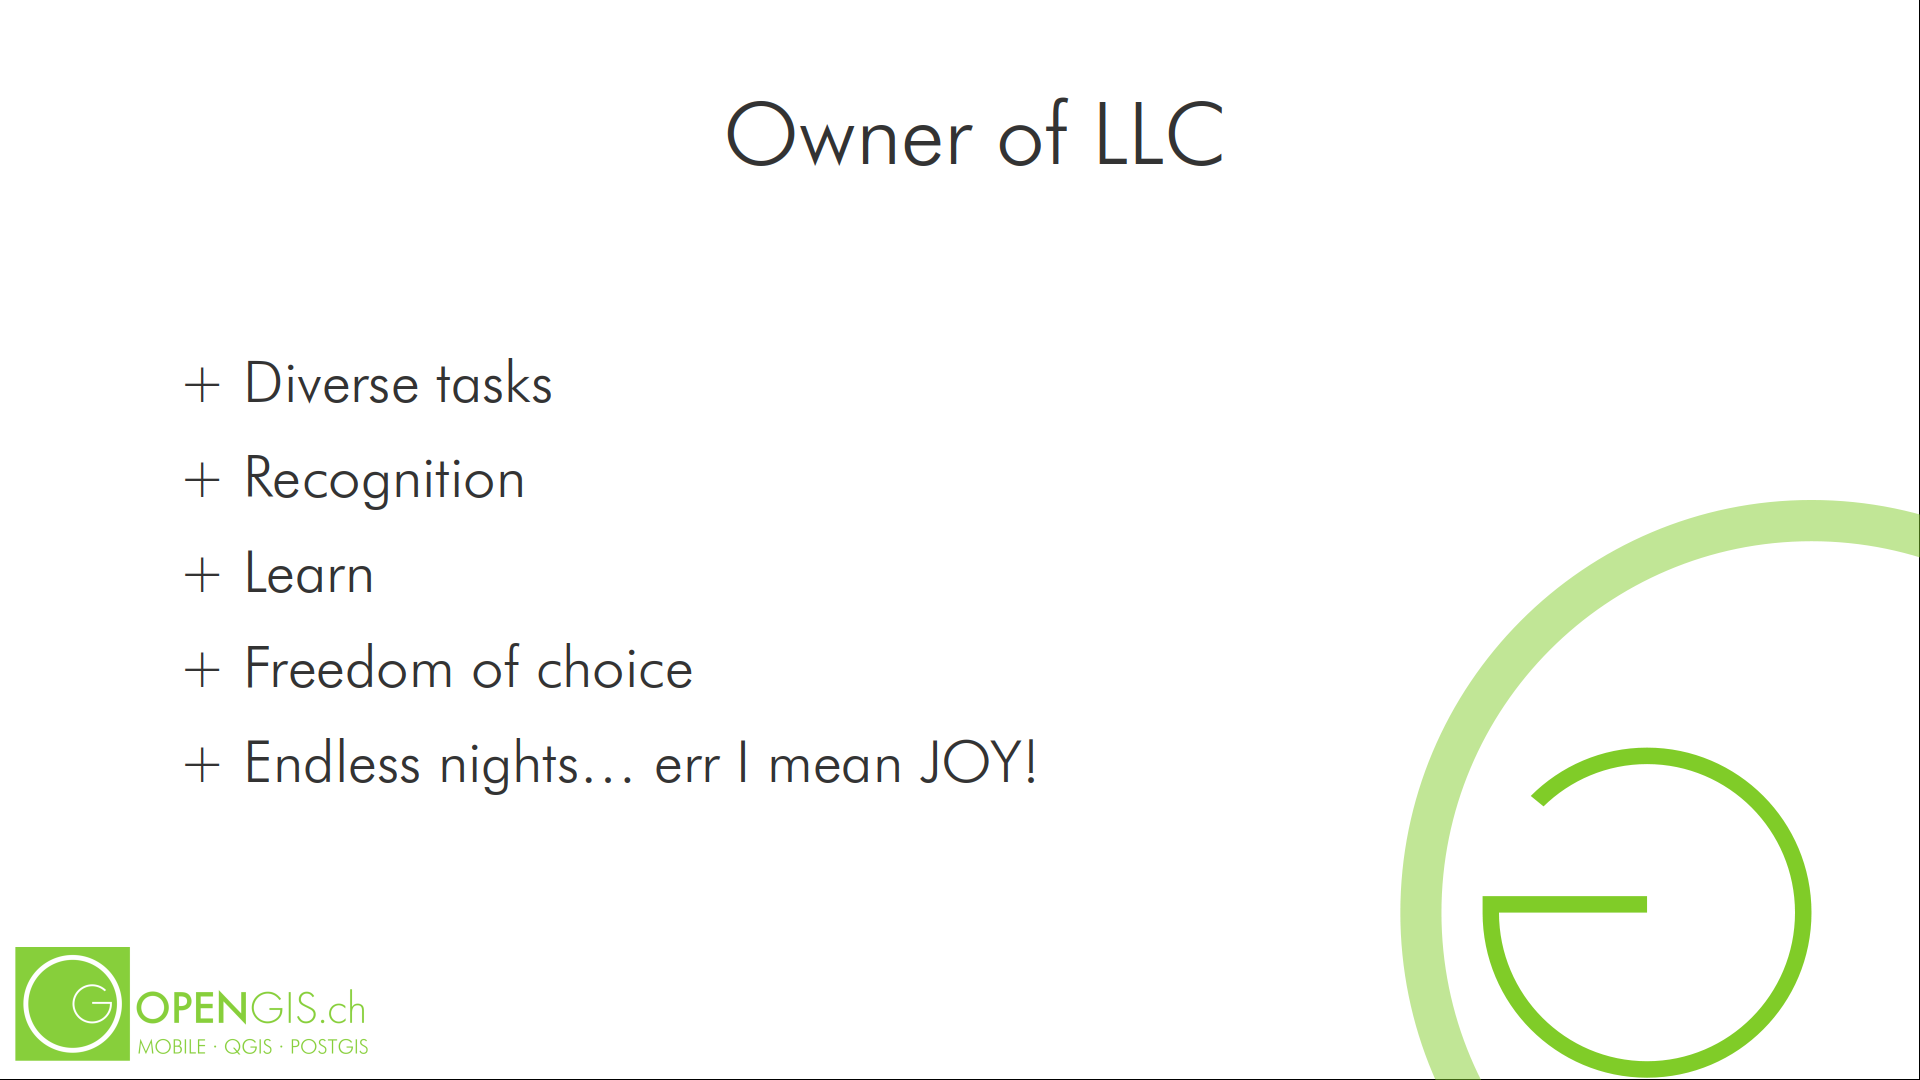 Owner of LLC
+ Diverse tasks
+ Recognition
+ Learn
+ Freedom of choice
+ Endless nights… err I mean JOY!
OPENGIS.ch
MOBILE · QGIS · POSTGIS